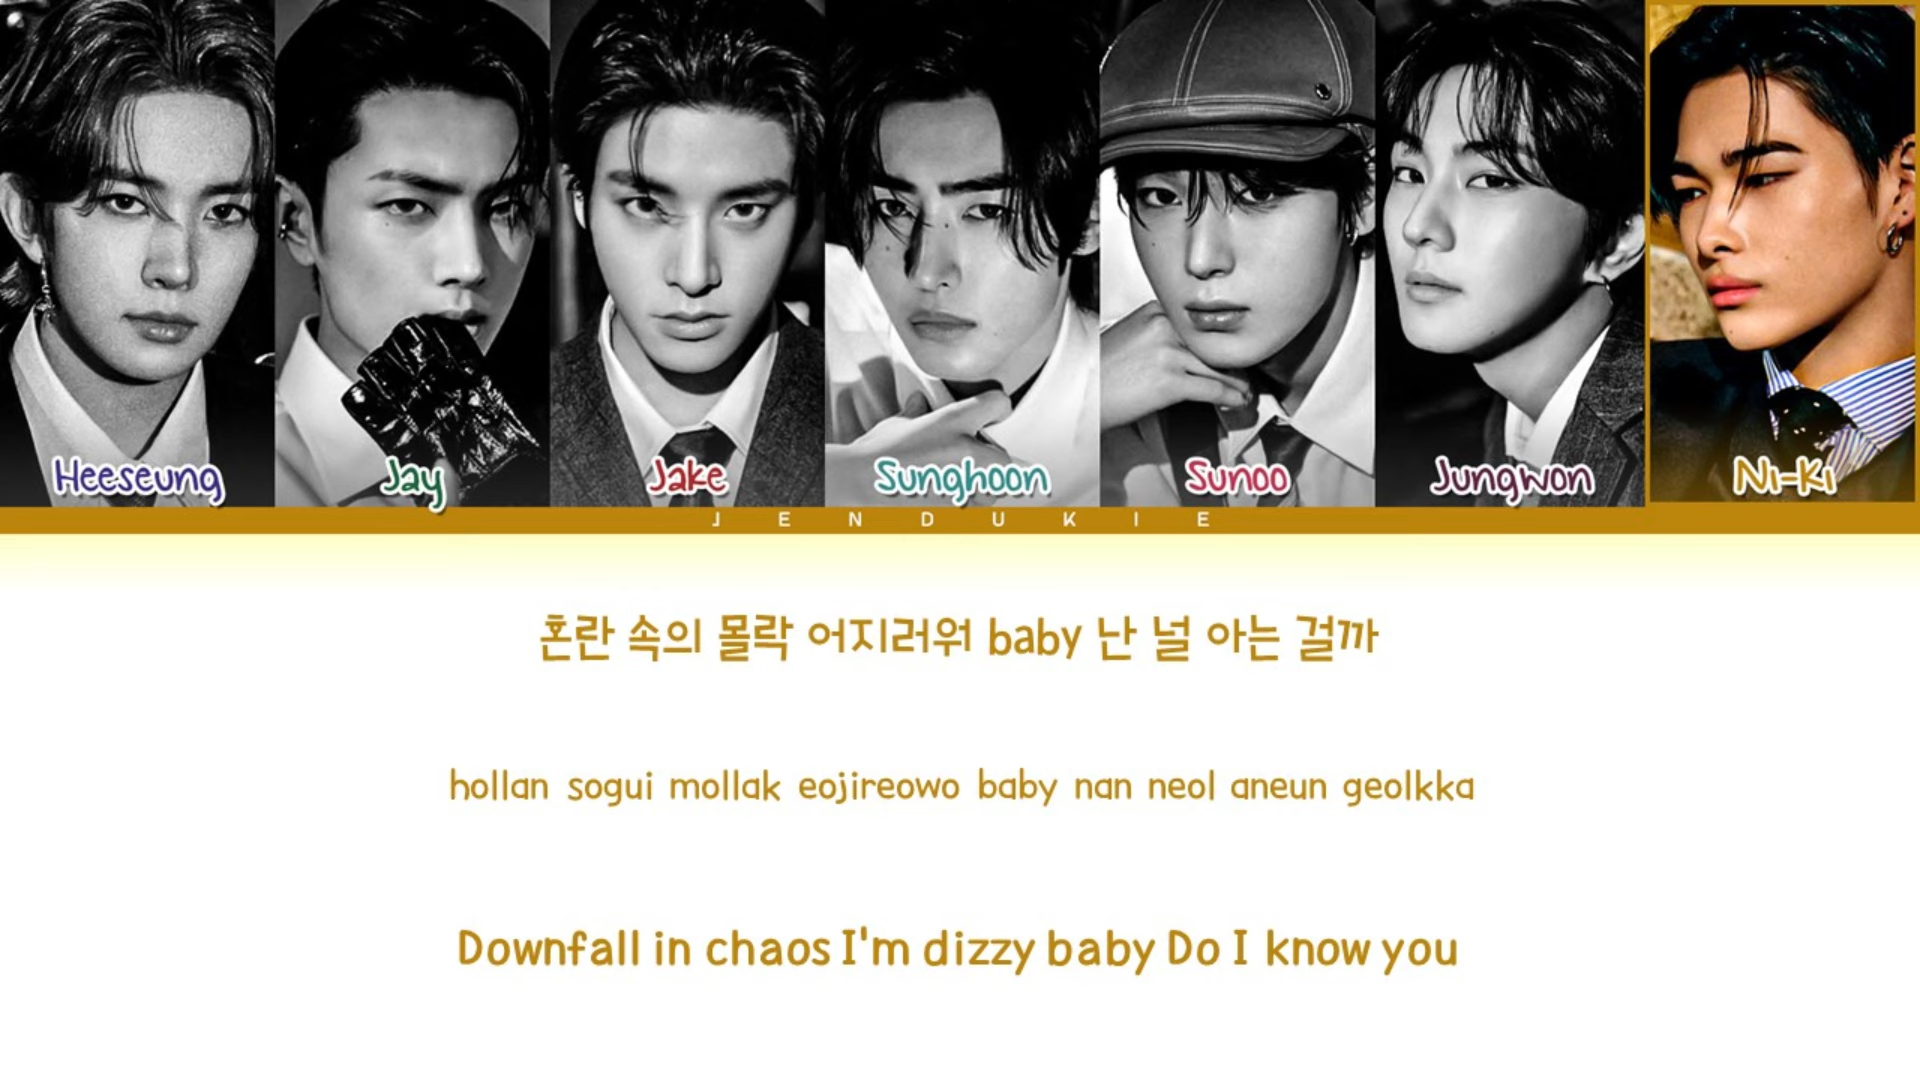 Heeseung
Jay
Jake
Sunghoon
Sunoo
Jungwon
Ni-Ki
JENDUKIE
혼란 속의 몰락 어지러워 baby 난 널 아는 걸까
hollan sogui mollak eojireowo baby nan neol aneun geolkka
Downfall in chaos I'm dizzy baby Do I know you